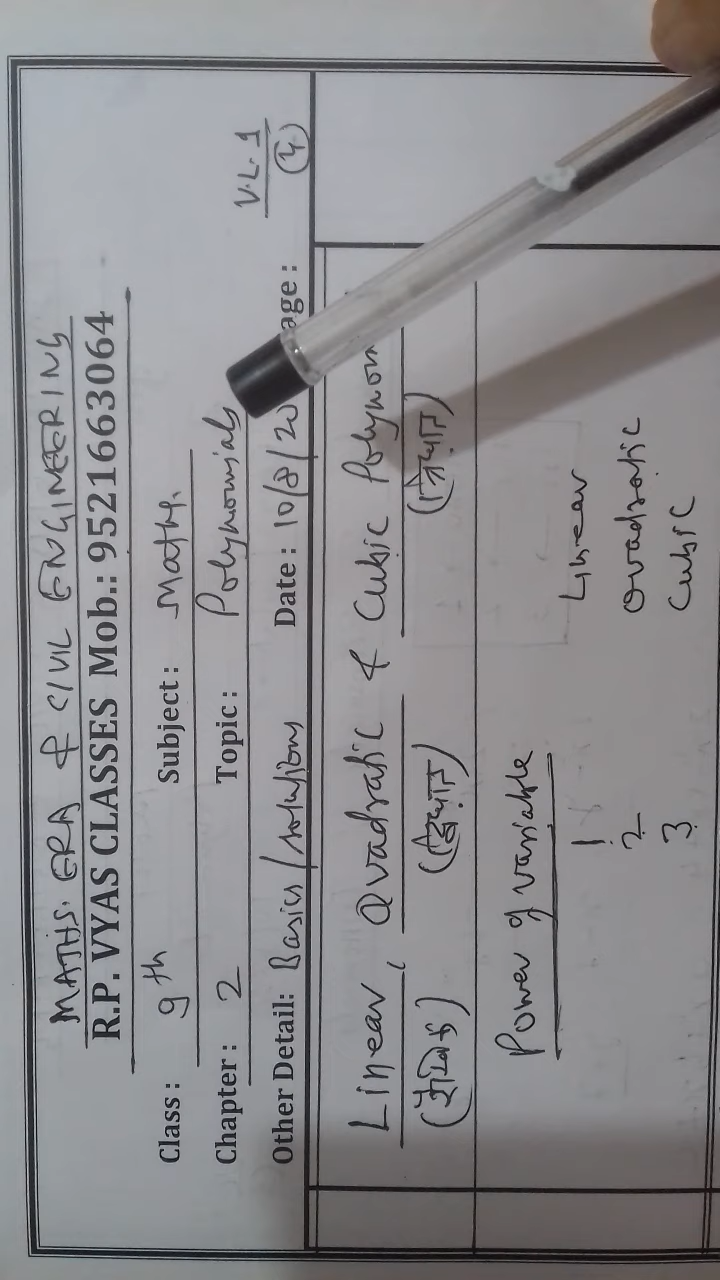 MATHS. ERA & CIVIL ENGINEERING
R.P. VYAS CLASSES Mob.: 9521663064
Class: 9th Subject: Maths.
V.L. 1
Chapter: 2 Topic: Polynomials
(4)
Other Detail: Basics/solutions Date: 10/8/20 age:
Linear, Quadratic & Cubic Polynom
(रैखिक) (द्विघात) (त्रिघात)
Power of variable
1 Linear
2 Quadratic
3 Cubic